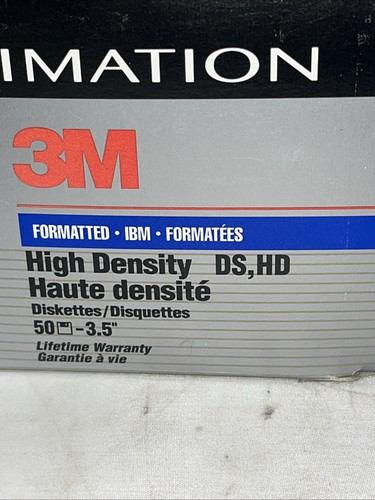 IMATION
3M
FORMATTED • IBM • FORMATÉES
High Density DS,HD
Haute densité
Diskettes/Disquettes
50 -3.5"
Lifetime Warranty
Garantie à vie